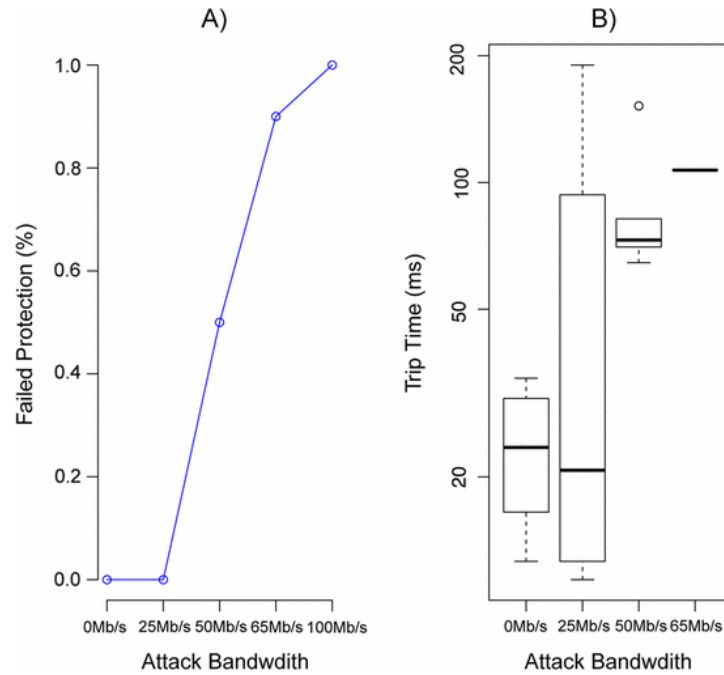 A)
Failed Protection (%)
1.0
0.8
0.6
0.4
0.2
0.0
0Mb/s 25Mb/s 50Mb/s 65Mb/s 100Mb/s
Attack Bandwdith
B)
Trip Time (ms)
200
100
50
20
0Mb/s 25Mb/s 50Mb/s 65Mb/s
Attack Bandwdith